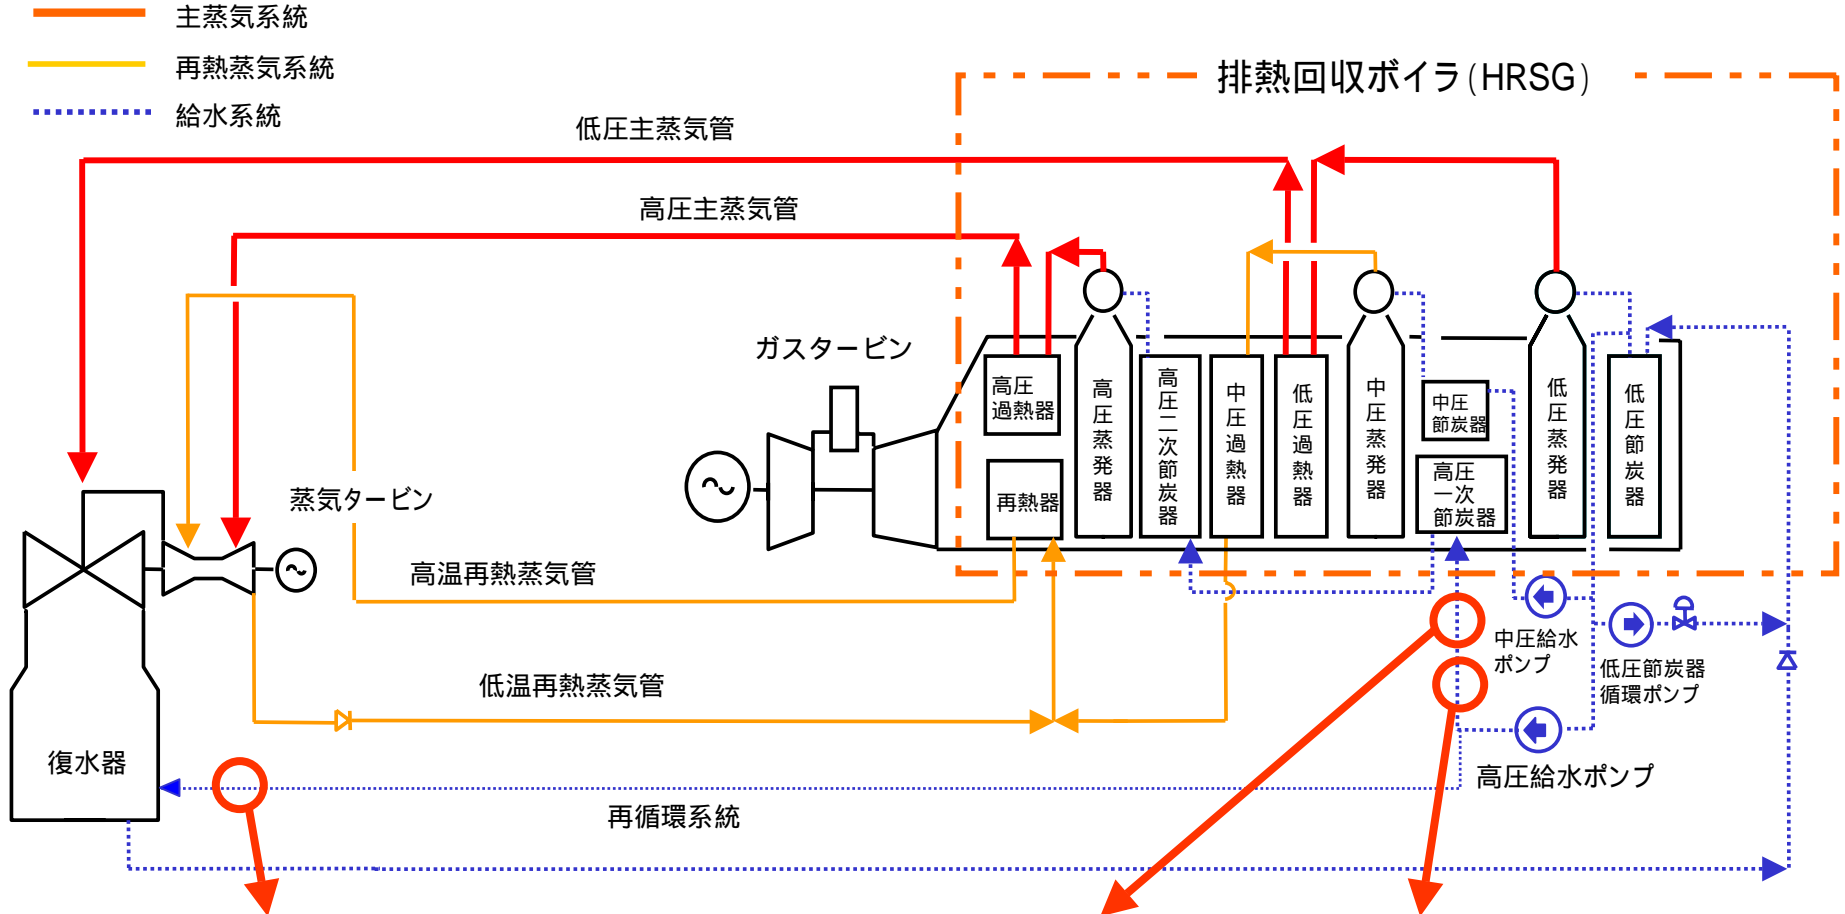 主蒸気系統
再熱蒸気系統
給水系統
排熱回収ボイラ(HRSG)
低圧主蒸気管
高圧主蒸気管
ガスタービン
高圧
過熱器
再熱器
高圧蒸発器
高圧二次節炭器
中圧過熱器
低圧過熱器
中圧蒸発器
中圧
節炭器
高圧
一次
節炭器
低圧蒸発器
低圧節炭器
蒸気タービン
高温再熱蒸気管
低温再熱蒸気管
中圧給水
ポンプ
低圧節炭器
循環ポンプ
高圧給水ポンプ
復水器
再循環系統